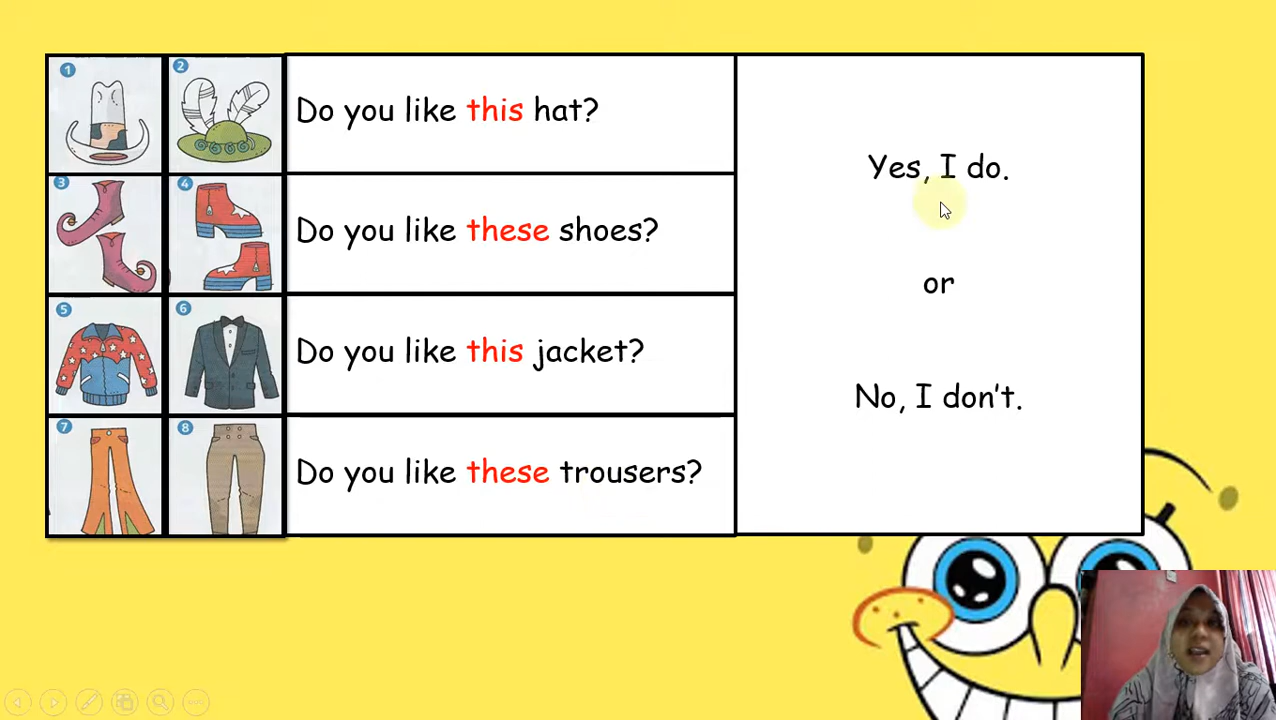 1
2
Do you like this hat?
3
4
Do you like these shoes?
5
6
Do you like this jacket?
7
8
Do you like these trousers?
Yes, I do.
or
No, I don't.